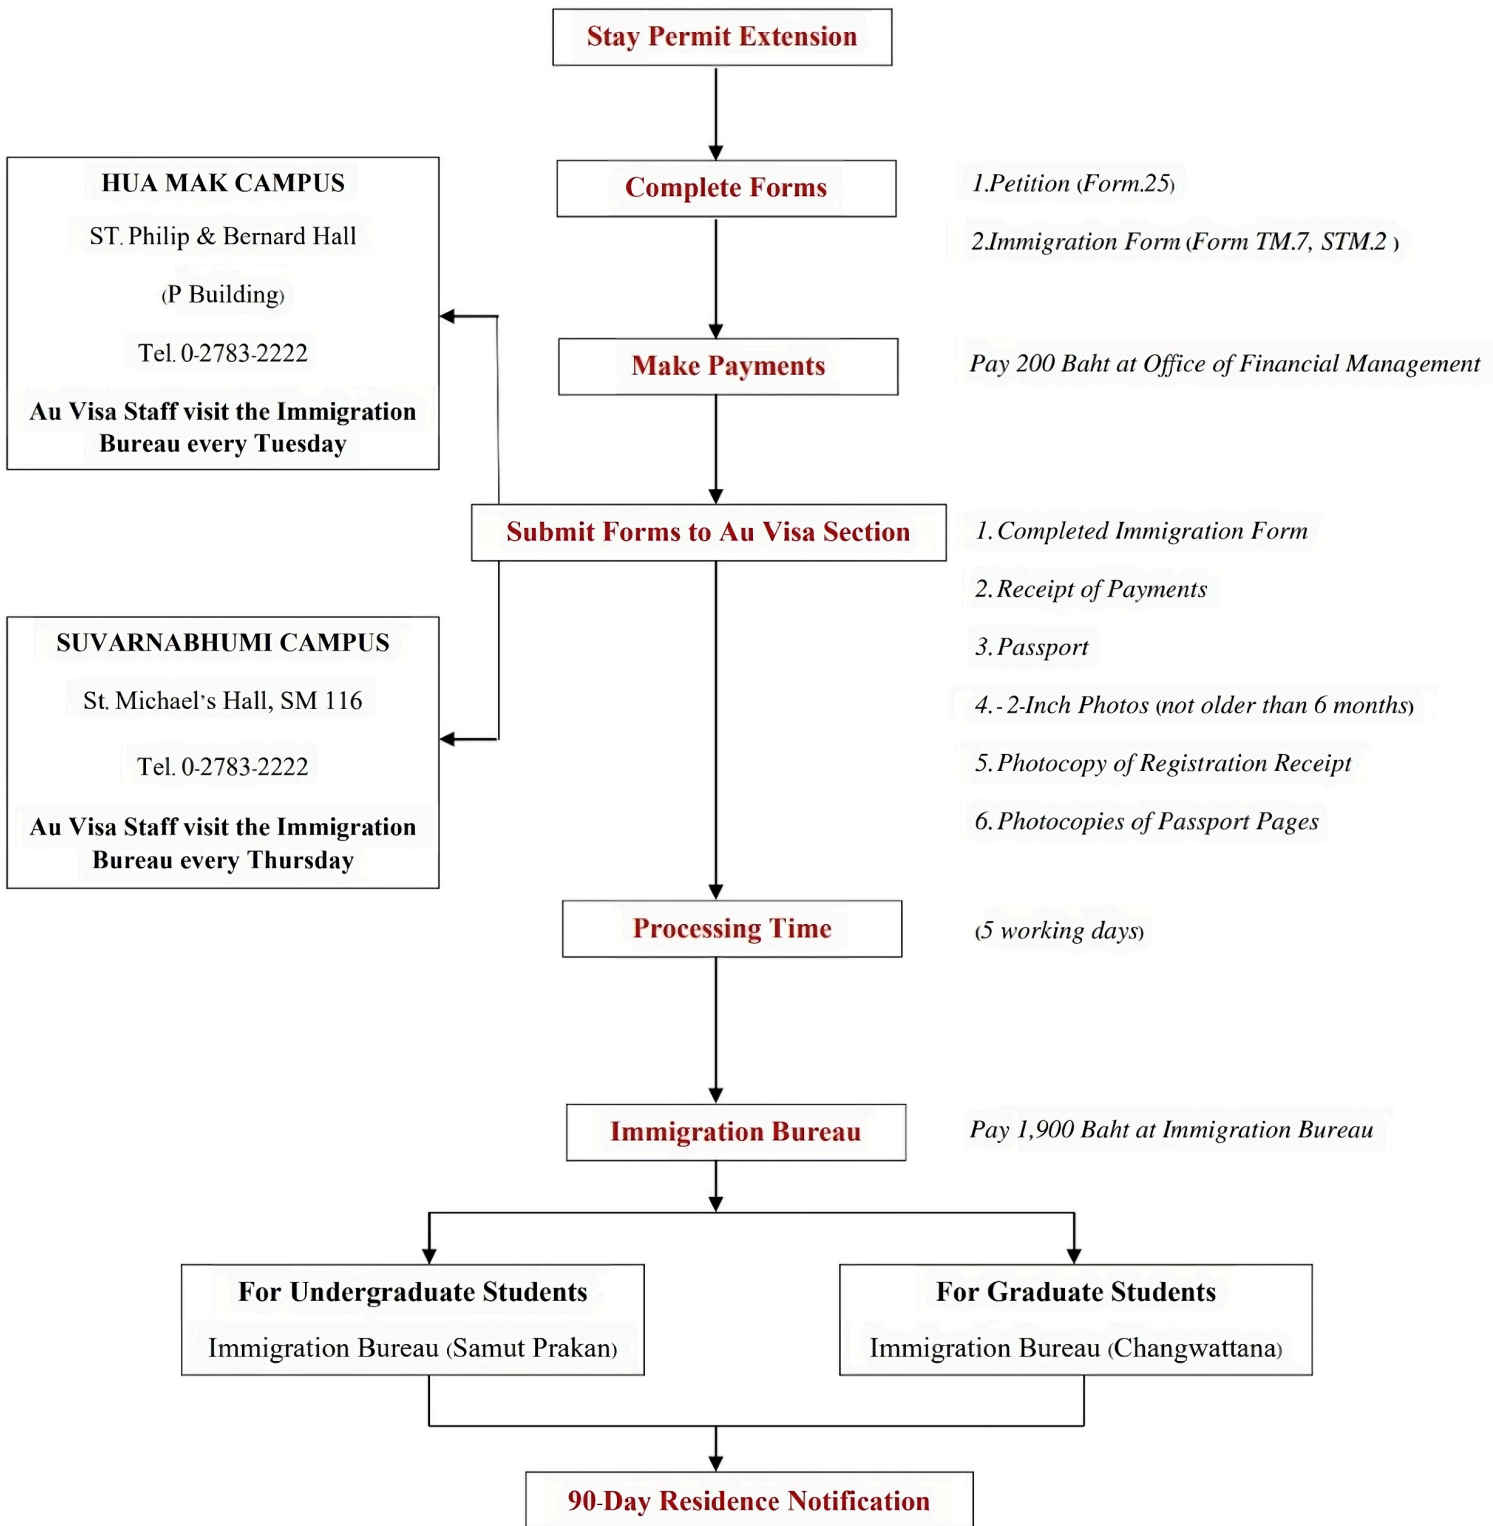 Stay Permit Extension
Complete Forms
1.Petition (Form.25)
2.Immigration Form (Form TM.7, STM.2 )
HUA MAK CAMPUS
ST. Philip & Bernard Hall
(P Building)
Tel. 0-2783-2222
Au Visa Staff visit the Immigration
Bureau every Tuesday
Make Payments
Pay 200 Baht at Office of Financial Management
Submit Forms to Au Visa Section
1. Completed Immigration Form
2. Receipt of Payments
3. Passport
4. - 2-Inch Photos (not older than 6 months)
5. Photocopy of Registration Receipt
6. Photocopies of Passport Pages
SUVARNABHUMI CAMPUS
St. Michael's Hall, SM 116
Tel. 0-2783-2222
Au Visa Staff visit the Immigration
Bureau every Thursday
Processing Time
(5 working days)
Immigration Bureau
Pay 1,900 Baht at Immigration Bureau
For Undergraduate Students
Immigration Bureau (Samut Prakan)
For Graduate Students
Immigration Bureau (Changwattana)
90-Day Residence Notification